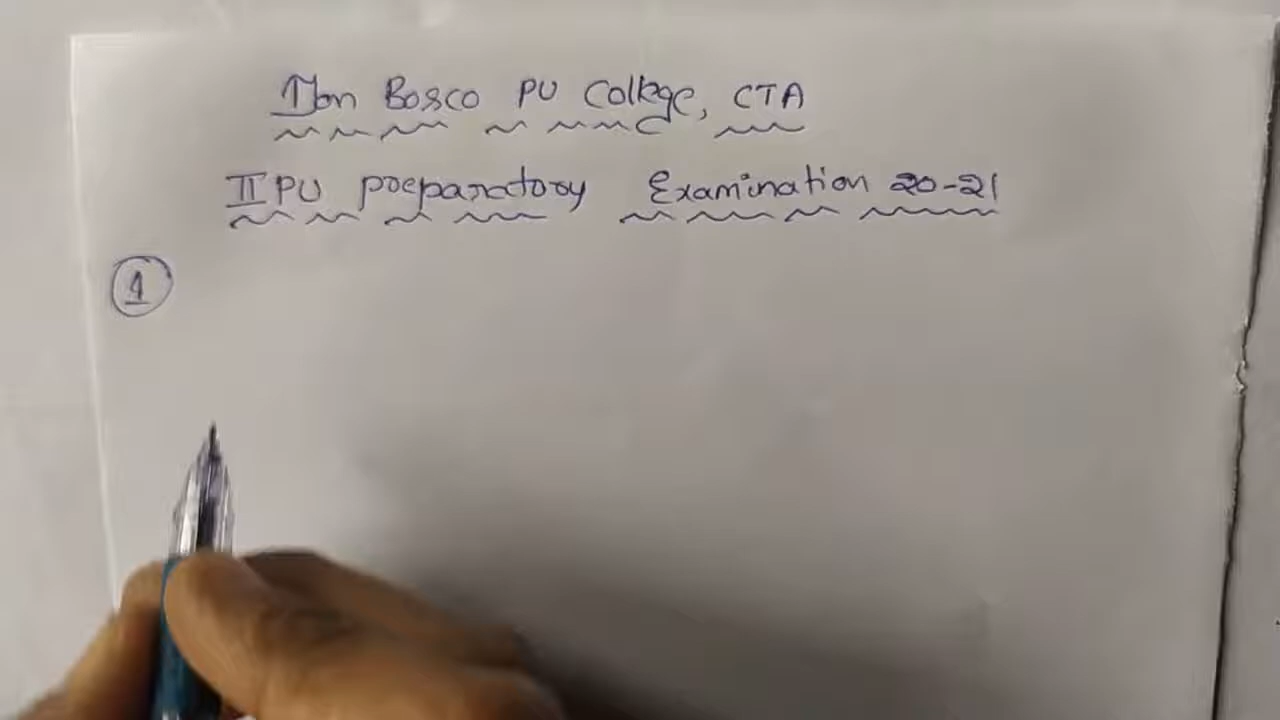 Don Bosco PU College, CTA
II PU preparatory Examination 20-21
1